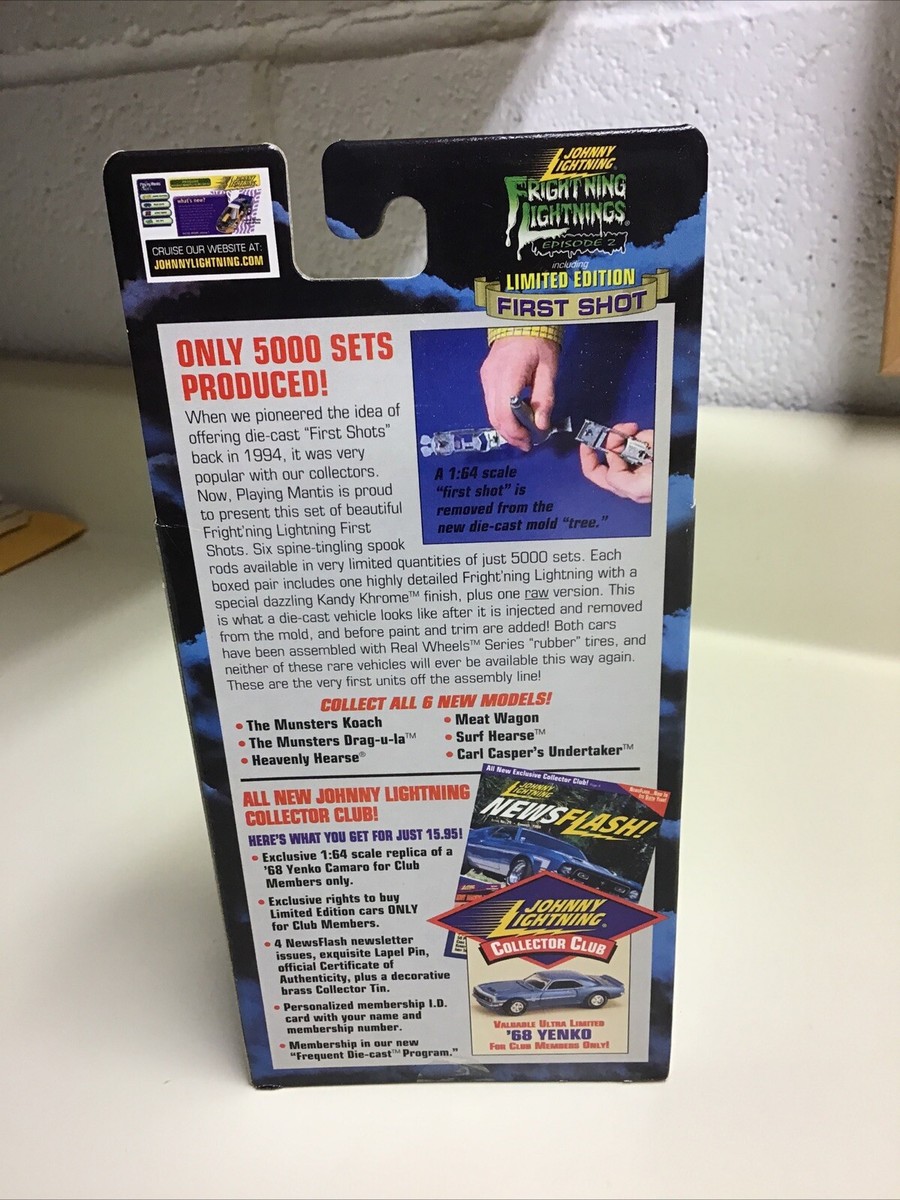 what's new?
CRUISE OUR WEBSITE AT:
JOHNNYLIGHTNING.COM
JOHNNY
LIGHTNING
FRIGHT'NING
LIGHTNINGS®
EPISODE 2
including
LIMITED EDITION
FIRST SHOT
ONLY 5000 SETS
PRODUCED!
When we pioneered the idea of
offering die-cast "First Shots"
back in 1994, it was very
popular with our collectors.
Now, Playing Mantis is proud
to present this set of beautiful
Fright'ning Lightning First
Shots. Six spine-tingling spook
rods available in very limited quantities of just 5000 sets. Each
boxed pair includes one highly detailed Fright'ning Lightning with a
special dazzling Kandy Khrome™ finish, plus one raw version. This
is what a die-cast vehicle looks like after it is injected and removed
from the mold, and before paint and trim are added! Both cars
have been assembled with Real Wheels™ Series "rubber" tires, and
neither of these rare vehicles will ever be available this way again.
These are the very first units off the assembly line!
A 1:64 scale
"first shot" is
removed from the
new die-cast mold "tree."
COLLECT ALL 6 NEW MODELS!
• The Munsters Koach
• The Munsters Drag-u-la™
• Heavenly Hearse®
• Meat Wagon
• Surf Hearse™
• Carl Casper's Undertaker™
ALL NEW JOHNNY LIGHTNING
COLLECTOR CLUB!
HERE'S WHAT YOU GET FOR JUST 15.95!
• Exclusive 1:64 scale replica of a
'68 Yenko Camaro for Club
Members only.
• Exclusive rights to buy
Limited Edition cars ONLY
for Club Members.
• 4 NewsFlash newsletter
issues, exquisite Lapel Pin,
official Certificate of
Authenticity, plus a decorative
brass Collector Tin.
• Personalized membership I.D.
card with your name and
membership number.
• Membership in our new
"Frequent Die-cast™ Program."
All New Exclusive Collector Club!
JOHNNY
LIGHTNING
NEWSFLASH!
JOHNNY
LIGHTNING®
COLLECTOR CLUB
VALUABLE ULTRA LIMITED
'68 YENKO
FOR CLUB MEMBERS ONLY!